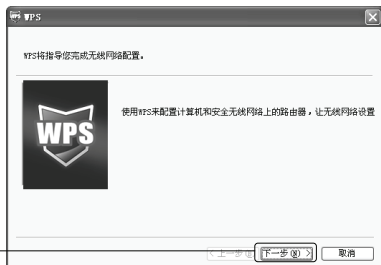 WPS
WPS将指导您完成无线网络配置。
使用WPS来配置计算机和安全无线网络上的路由器，让无线网络设置
WPS
<上一步(B) 下一步(N) > 取消